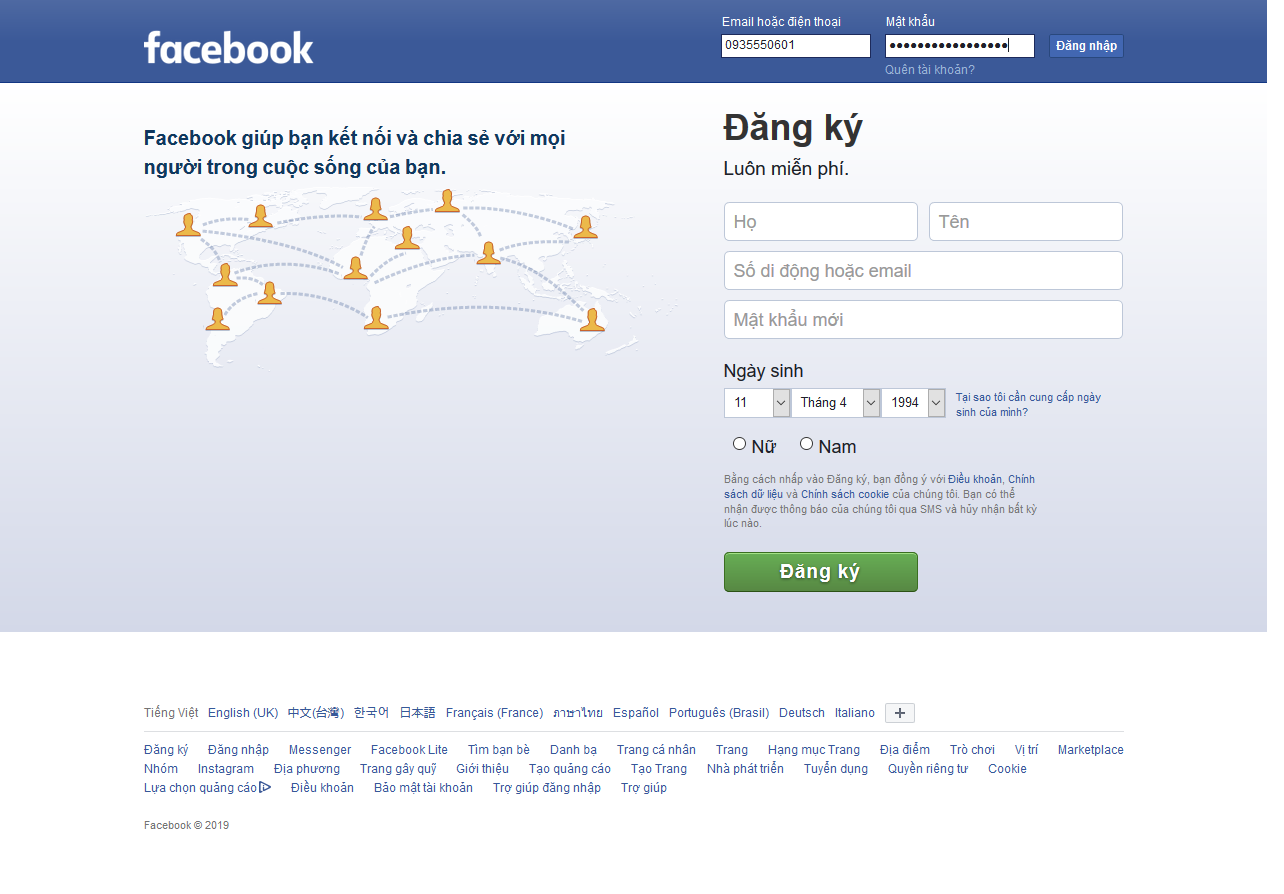 facebook
Email hoặc điện thoại
Mật khẩu
0935550601
•••••••••••••••••
Đăng nhập
Quên tài khoản?
Facebook giúp bạn kết nối và chia sẻ với mọi
người trong cuộc sống của bạn.
Đăng ký
Luôn miễn phí.
Họ
Tên
Số di động hoặc email
Mật khẩu mới
Ngày sinh
11
Tháng 4
1994
Tại sao tôi cần cung cấp ngày
sinh của mình?
Nữ
Nam
Bằng cách nhấp vào Đăng ký, bạn đồng ý với Điều khoản, Chính
sách dữ liệu và Chính sách cookie của chúng tôi. Bạn có thể
nhận được thông báo của chúng tôi qua SMS và hủy nhận bất kỳ
lúc nào.
Đăng ký
Tiếng Việt English (UK) 中文(台灣) 한국어 日本語 Français (France) ภาษาไทย Español Português (Brasil) Deutsch Italiano +
Đăng ký Đăng nhập Messenger Facebook Lite Tìm bạn bè Danh bạ Trang cá nhân Trang Hạng mục Trang Địa điểm Trò chơi Vị trí Marketplace
Nhóm Instagram Địa phương Trang gây quỹ Giới thiệu Tạo quảng cáo Tạo Trang Nhà phát triển Tuyển dụng Quyền riêng tư Cookie
Lựa chọn quảng cáo Điều khoản Bảo mật tài khoản Trợ giúp đăng nhập Trợ giúp
Facebook © 2019